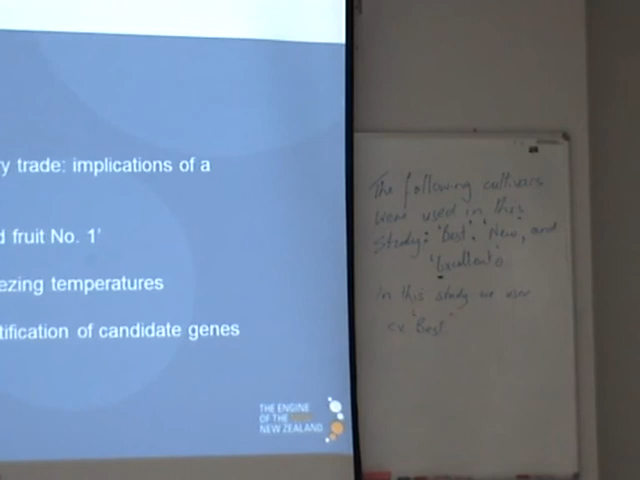 y trade: implications of a
d fruit No. 1'
ezing temperatures
tification of candidate genes
THE ENGINE
OF THE
NEW ZEALAND
The following cultivars
were used in this
Study: 'Best', 'New', and
'Excellent'.
In this study we use
cv 'Best'